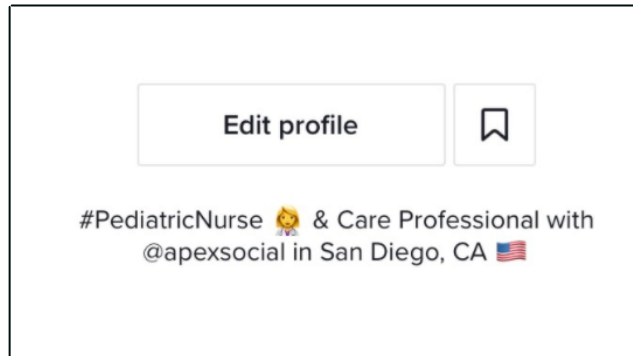 Edit profile
#PediatricNurse 👩‍⚕️ & Care Professional with
@apexsocial in San Diego, CA 🇺🇸